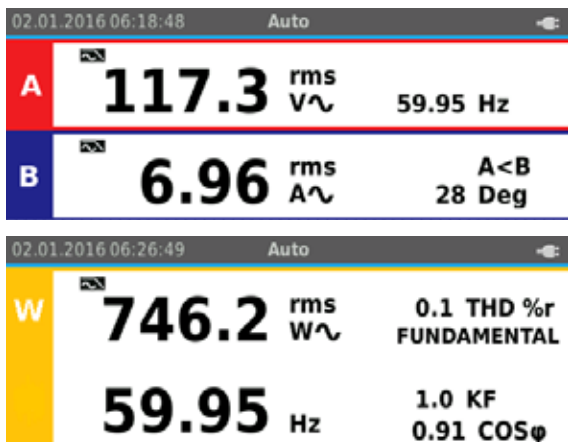 02.01.2016 06:18:48 Auto
A 117.3 rms V∿ 59.95 Hz
B 6.96 rms A∿ A<B 28 Deg
02.01.2016 06:26:49 Auto
W 746.2 rms W∿ 0.1 THD %r FUNDAMENTAL
59.95 Hz 1.0 KF 0.91 COSφ